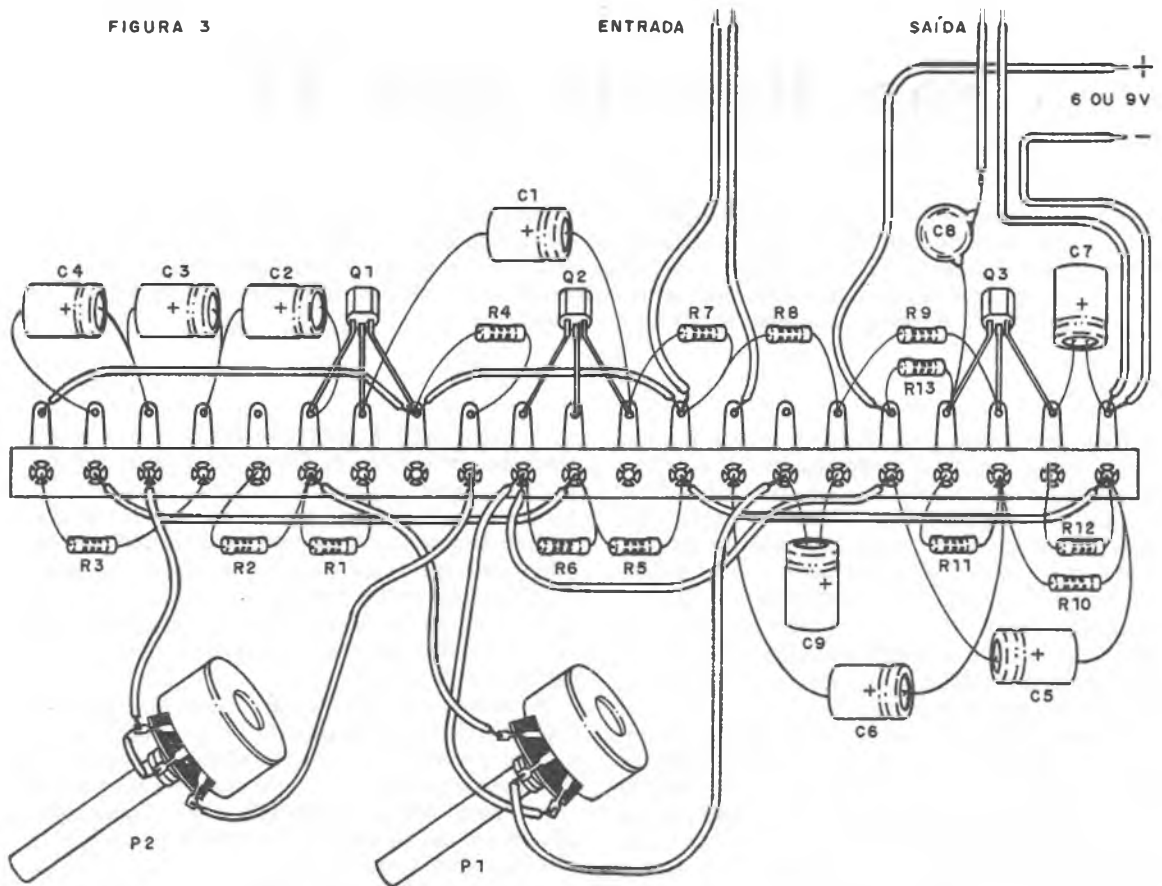 FIGURA 3
ENTRADA
SAÍDA
+
6 OU 9V
-
C1
C8
C7
C4
C3
C2
Q1
Q2
Q3
R4
R7
R8
R9
R13
R3
R2
R1
R6
R5
R11
R12
R10
C9
C6
C5
P2
P1